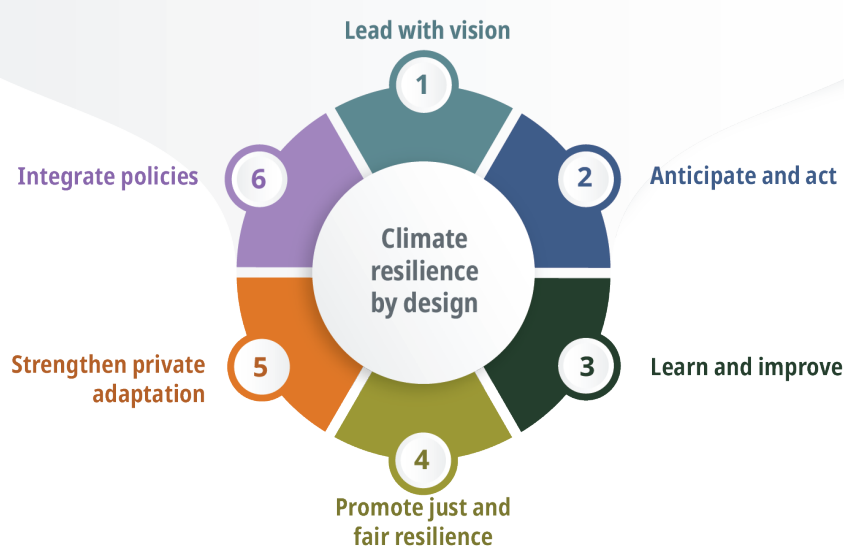 Lead with vision
1
6
2
Integrate policies
Anticipate and act
Climate
resilience
by design
Strengthen private
adaptation
5
3
Learn and improve
4
Promote just and
fair resilience